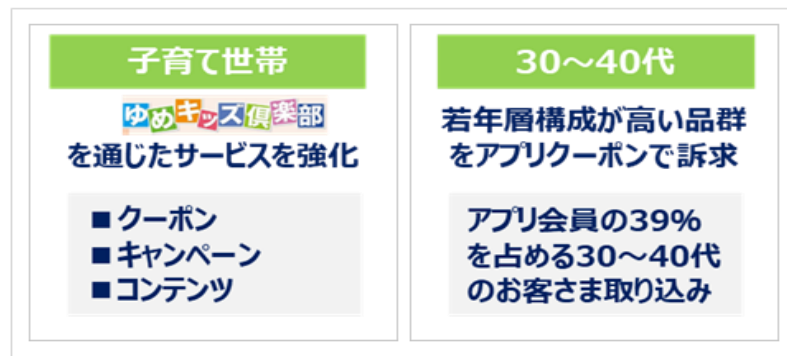 子育て世帯
ゆめキッズ倶楽部
を通じたサービスを強化
■クーポン
■キャンペーン
■コンテンツ
30～40代
若年層構成が高い品群
をアプリクーポンで訴求
アプリ会員の39%
を占める30～40代
のお客さま取り込み